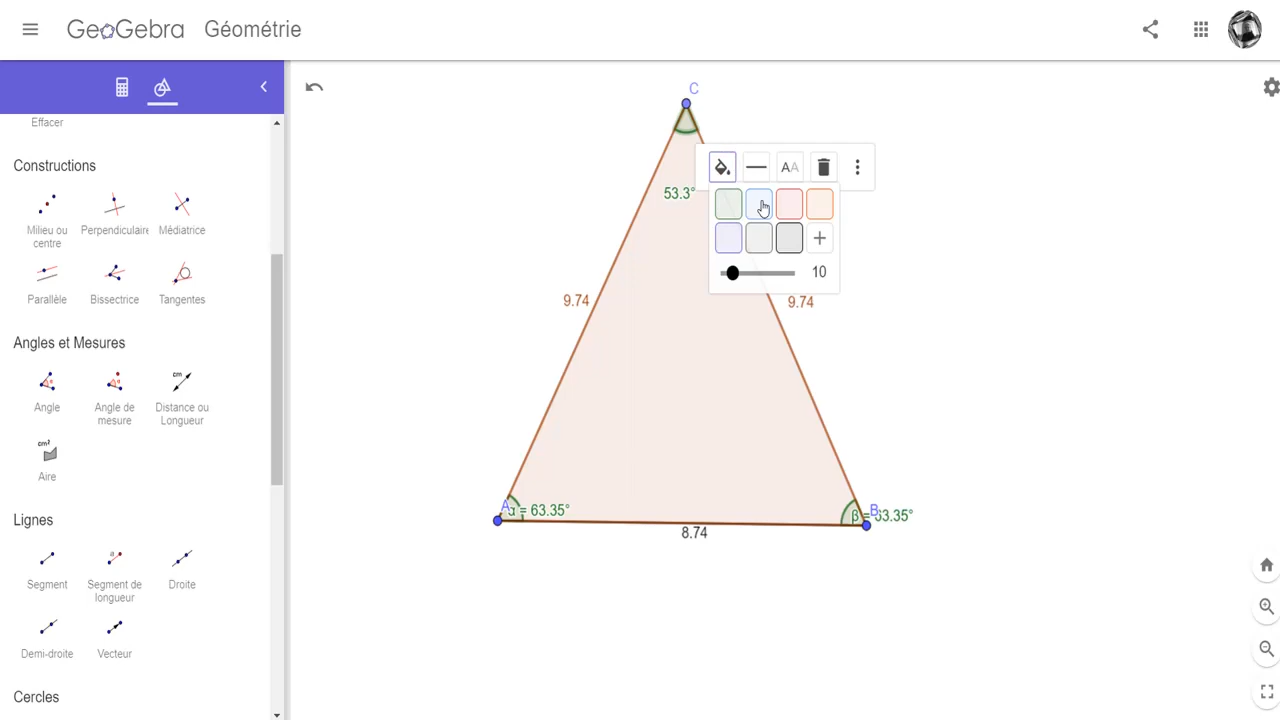 GeoGebra Géométrie
Effacer
Constructions
Milieu ou
centre
Perpendiculaire
Médiatrice
Parallèle
Bissectrice
Tangentes
Angles et Mesures
Angle
Angle de
mesure
Distance ou
Longueur
Aire
Lignes
Segment
Segment de
longueur
Droite
Demi-droite
Vecteur
Cercles
C
53.3°
AA
10
9.74
9.74
A
α = 63.35°
B
8.74